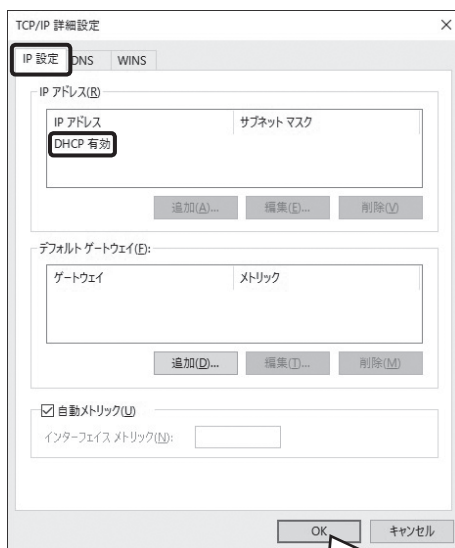 TCP/IP 詳細設定
IP 設定 DNS WINS
IP アドレス(R)
IP アドレス サブネット マスク
DHCP 有効
追加(A)... 編集(E)... 削除(V)
デフォルト ゲートウェイ(F):
ゲートウェイ メトリック
追加(D)... 編集(T)... 削除(M)
自動メトリック(U)
インターフェイス メトリック(N):
OK キャンセル